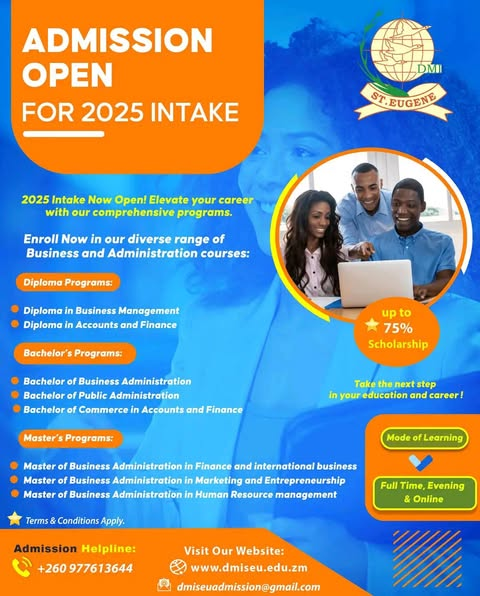 ADMISSION
OPEN
FOR 2025 INTAKE
DMI
ST. EUGENE
2025 Intake Now Open! Elevate your career
with our comprehensive programs.
Enroll Now in our diverse range of
Business and Administration courses:
Diploma Programs:
Diploma in Business Management
Diploma in Accounts and Finance
Bachelor's Programs:
Bachelor of Business Administration
Bachelor of Public Administration
Bachelor of Commerce in Accounts and Finance
Master's Programs:
Master of Business Administration in Finance and international business
Master of Business Administration in Marketing and Entrepreneurship
Master of Business Administration in Human Resource management
Terms & Conditions Apply.
up to
75%
Scholarship
Take the next step
in your education and career !
Mode of Learning
Full Time, Evening
& Online
Admission Helpline:
+260 977613644
Visit Our Website:
www.dmiseu.edu.zm
dmiseuadmission@gmail.com